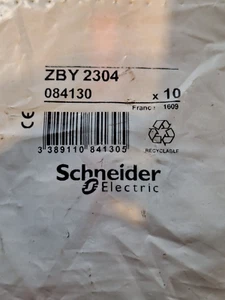 ZBY 2304
084130 x 10
France 1609
CE
3 389110 841305
RECYCLABLE
Schneider
Electric